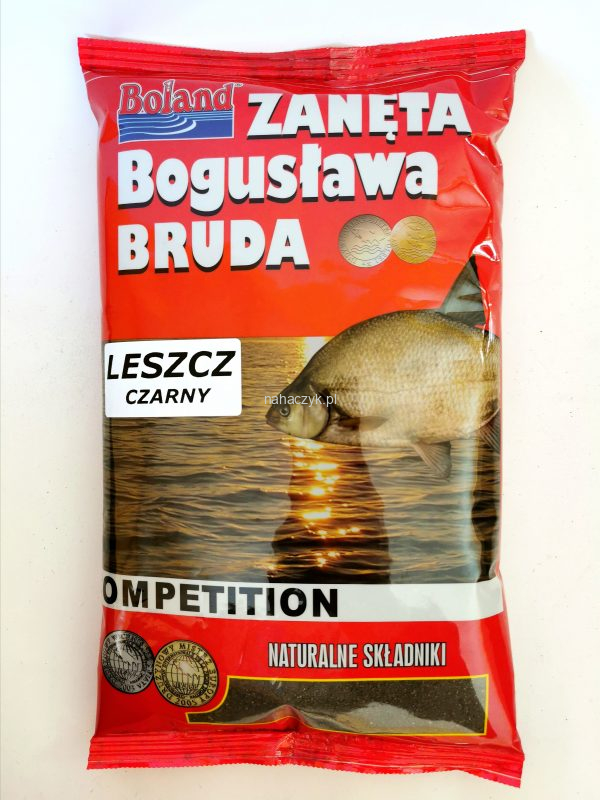 Boland
ZANĘTA
Bogusława
BRUDA
LESZCZ
CZARNY
nahaczyk.pl
OMPETITION
NATURALNE SKŁADNIKI